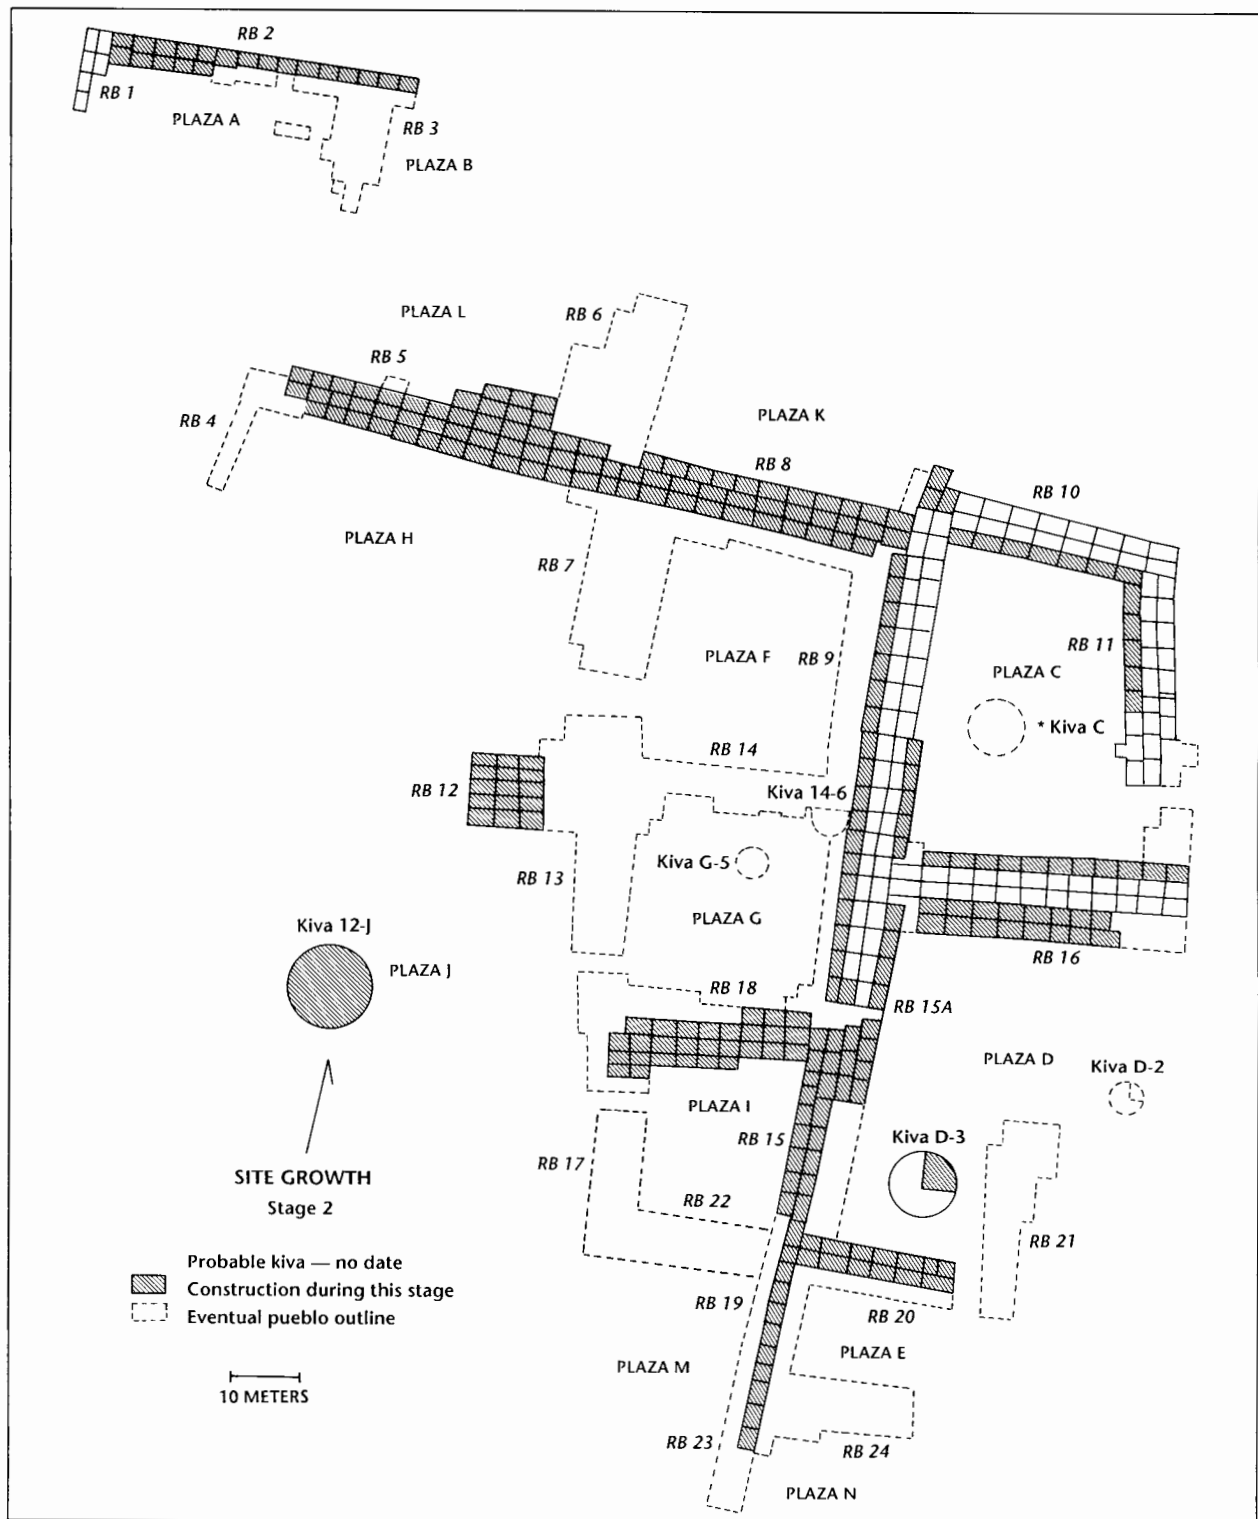 RB 2
RB 1
PLAZA A
RB 3
PLAZA B
PLAZA L
RB 6
RB 5
RB 4
PLAZA K
RB 8
RB 10
PLAZA H
RB 7
PLAZA F
RB 9
RB 11
PLAZA C
* Kiva C
RB 14
RB 12
Kiva 14-6
Kiva G-5
RB 13
PLAZA G
Kiva 12-J
PLAZA J
RB 16
RB 18
RB 15A
PLAZA D
Kiva D-2
PLAZA I
RB 15
Kiva D-3
RB 17
RB 22
SITE GROWTH
Stage 2
RB 21
Probable kiva — no date
Construction during this stage
Eventual pueblo outline
RB 19
RB 20
PLAZA E
PLAZA M
10 METERS
RB 23
RB 24
PLAZA N